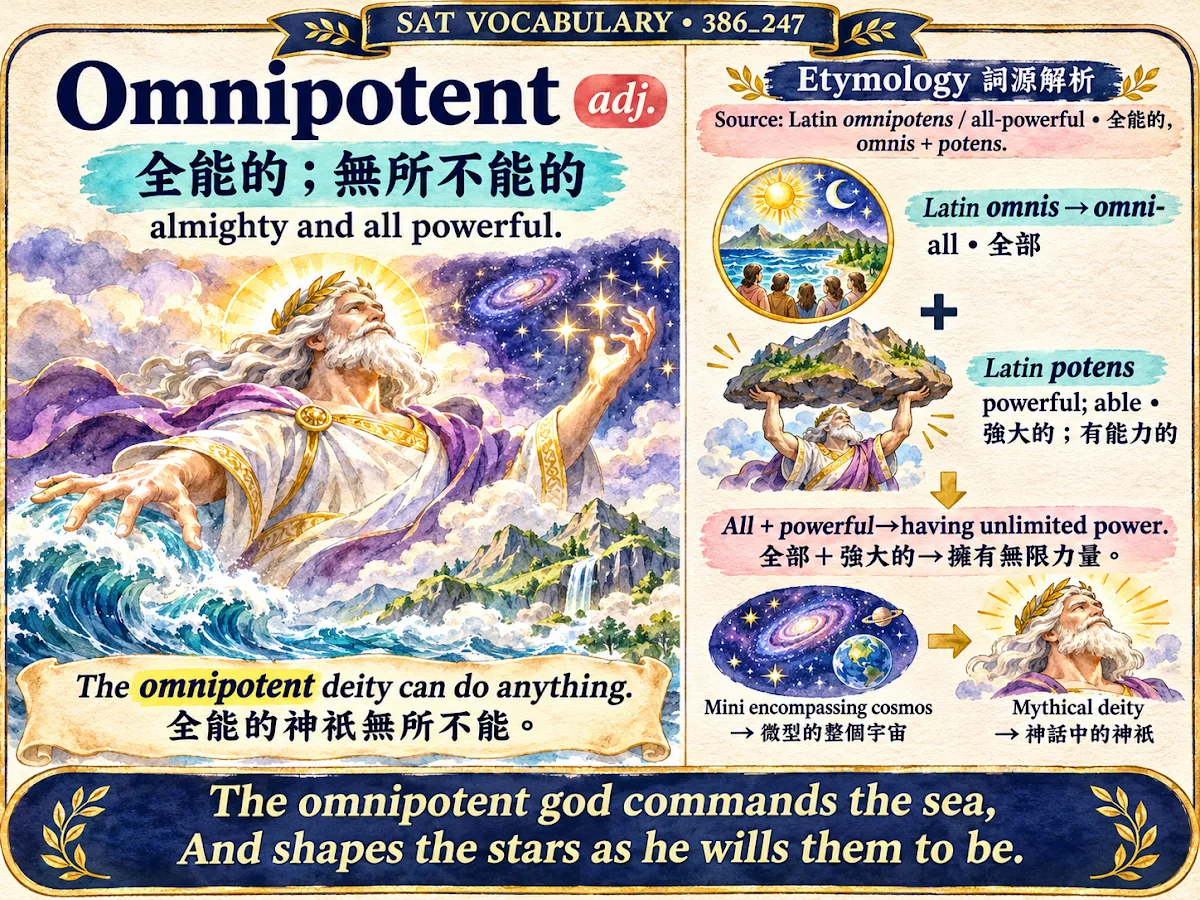 SAT VOCABULARY • 386_247
Omnipotent adj.
全能的；無所不能的
almighty and all powerful.
The omnipotent deity can do anything.
全能的神祇無所不能。
Etymology 詞源解析
Source: Latin omnipotens / all-powerful • 全能的,
omnis + potens.
Latin omnis → omni-
all • 全部
+
Latin potens
powerful; able •
強大的；有能力的
All + powerful→having unlimited power.
全部＋強大的→擁有無限力量。
Mini encompassing cosmos
→ 微型的整個宇宙
Mythical deity
→ 神話中的神祇
The omnipotent god commands the sea,
And shapes the stars as he wills them to be.